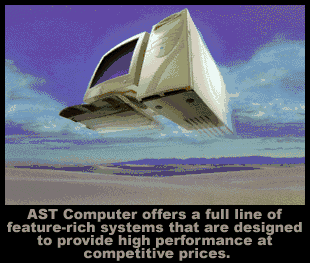 AST Computer offers a full line of
feature-rich systems that are designed
to provide high performance at
competitive prices.